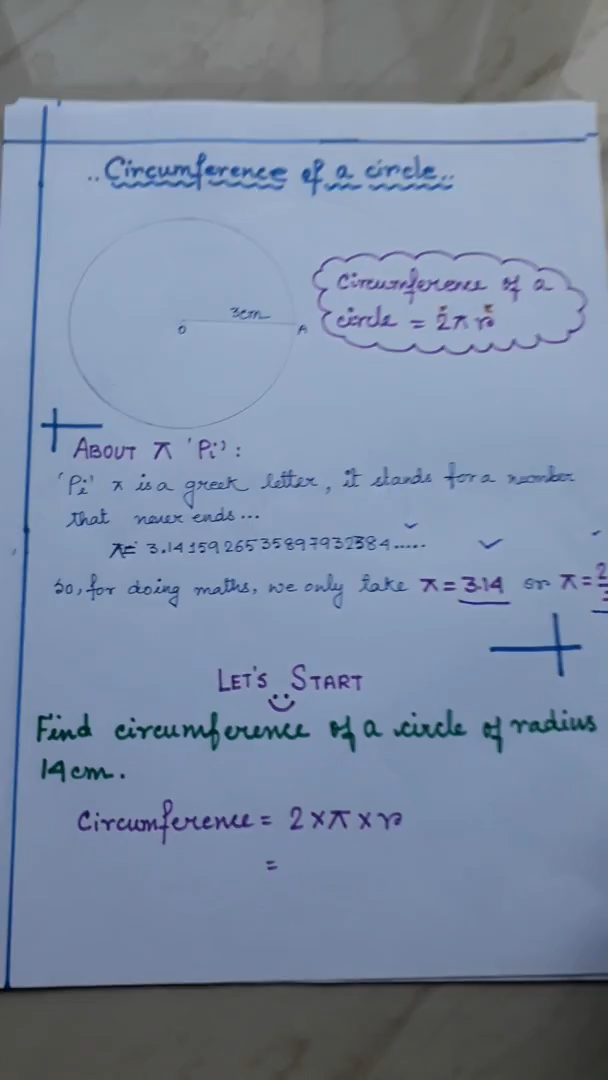 ..Circumference of a circle..
3cm
O
A
Circumference of a
circle = 2πr
ABOUT π 'Pi':
'Pi' π is a greek letter, it stands for a number
that never ends...
π = 3.1415926535897932384.....
So, for doing maths, we only take π = 3.14 or π =
LET'S START
Find circumference of a circle of radius
14cm.
Circumference = 2×π×r
=